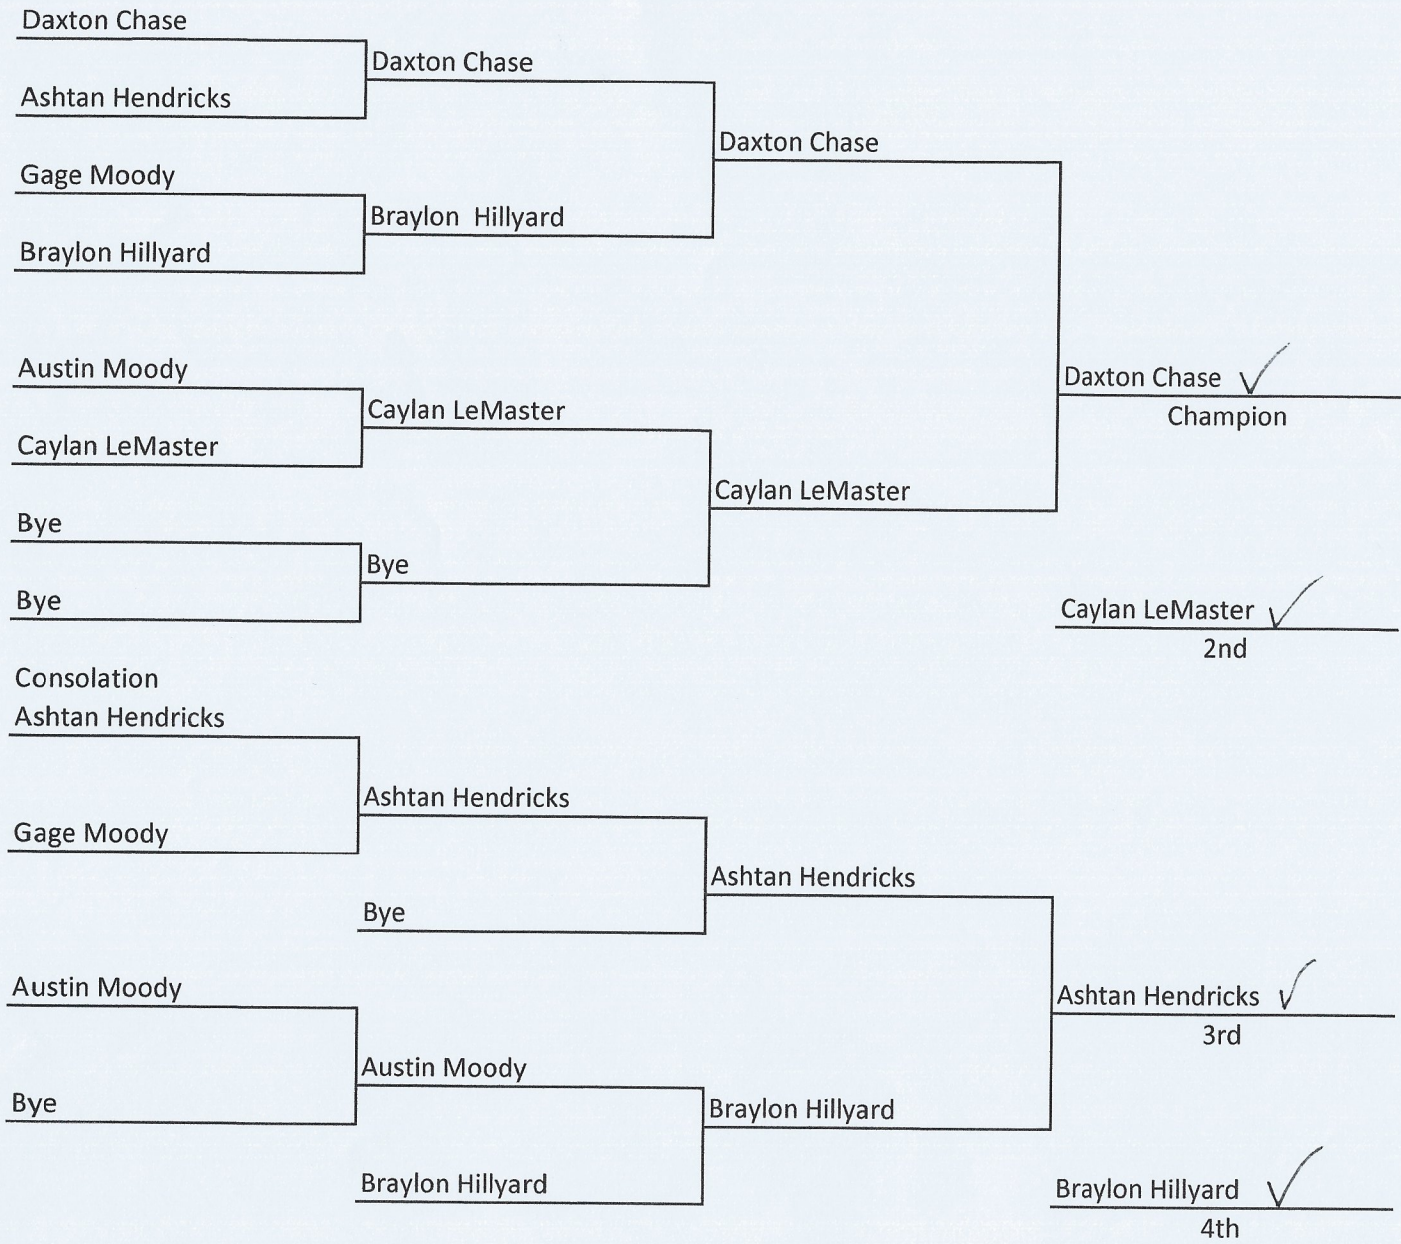 Daxton Chase
Daxton Chase
Ashtan Hendricks
Daxton Chase
Gage Moody
Braylon Hillyard
Braylon Hillyard
Austin Moody
Daxton Chase
Champion
Caylan LeMaster
Caylan LeMaster
Caylan LeMaster
Bye
Bye
Bye
Caylan LeMaster
2nd
Consolation
Ashtan Hendricks
Ashtan Hendricks
Gage Moody
Ashtan Hendricks
Bye
Austin Moody
Ashtan Hendricks
3rd
Austin Moody
Bye
Braylon Hillyard
Braylon Hillyard
Braylon Hillyard
4th